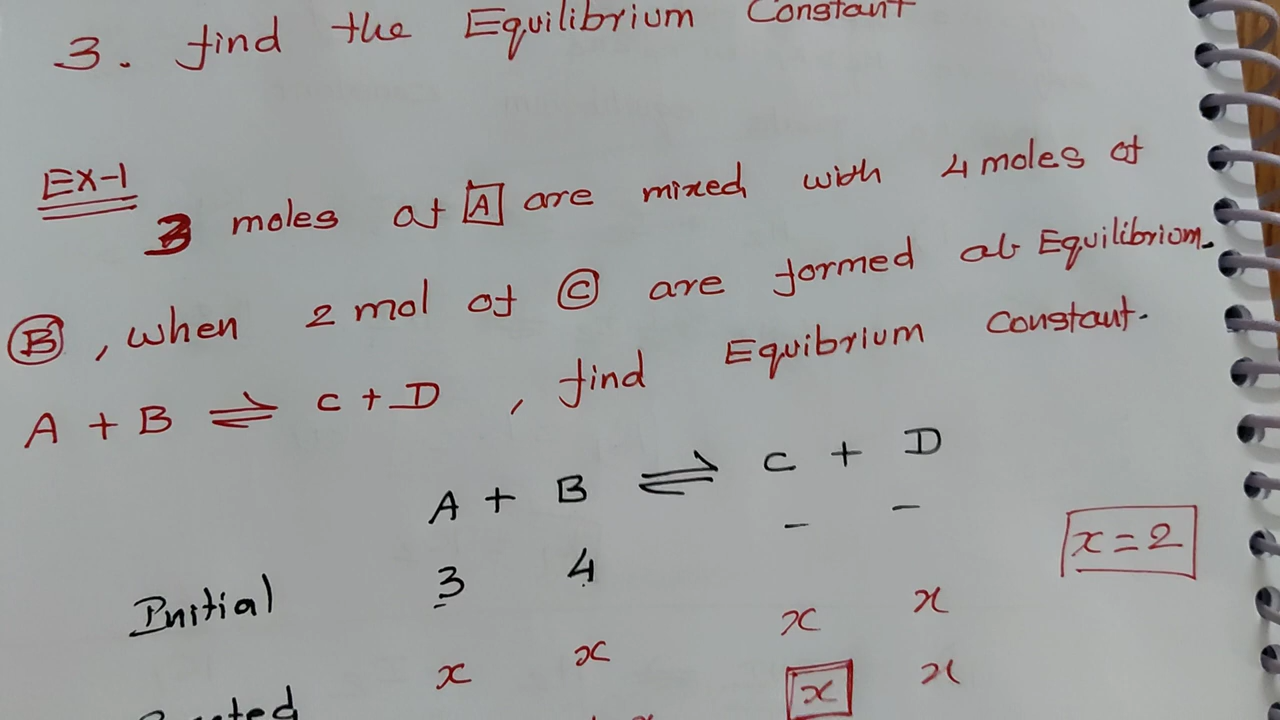 3. find the Equilibrium Constant
Ex-1
3 moles of A are mixed with 4 moles of
B, when 2 mol of C are formed at Equilibriom.
A + B ⇌ C + D, find Equibrium Constant.
A + B ⇌ C + D
Initial 3 4 - -
x = 2
x x x x
x x